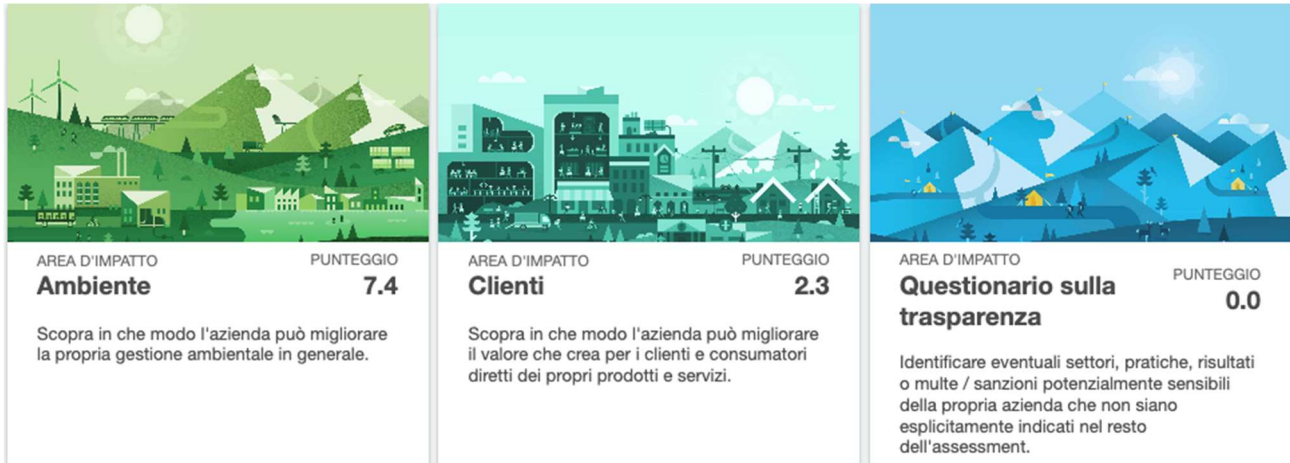 AREA D'IMPATTO
PUNTEGGIO
Ambiente
7.4
Scopra in che modo l'azienda può migliorare
la propria gestione ambientale in generale.
AREA D'IMPATTO
PUNTEGGIO
Clienti
2.3
Scopra in che modo l'azienda può migliorare
il valore che crea per i clienti e consumatori
diretti dei propri prodotti e servizi.
AREA D'IMPATTO
PUNTEGGIO
Questionario sulla
trasparenza
0.0
Identificare eventuali settori, pratiche, risultati
o multe / sanzioni potenzialmente sensibili
della propria azienda che non siano
esplicitamente indicati nel resto
dell'assessment.